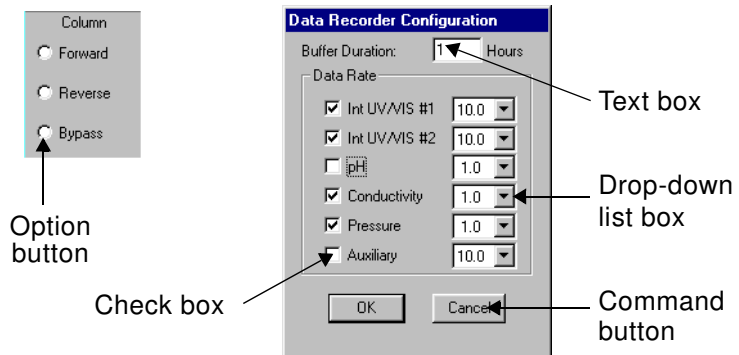 Column
Forward
Reverse
Bypass
Option
button
Data Recorder Configuration
Buffer Duration: 1 Hours
Data Rate
Int UV/VIS #1 10.0
Int UV/VIS #2 10.0
pH 1.0
Conductivity 1.0
Pressure 1.0
Auxiliary 10.0
OK Cancel
Text box
Drop-down
list box
Check box
Command
button